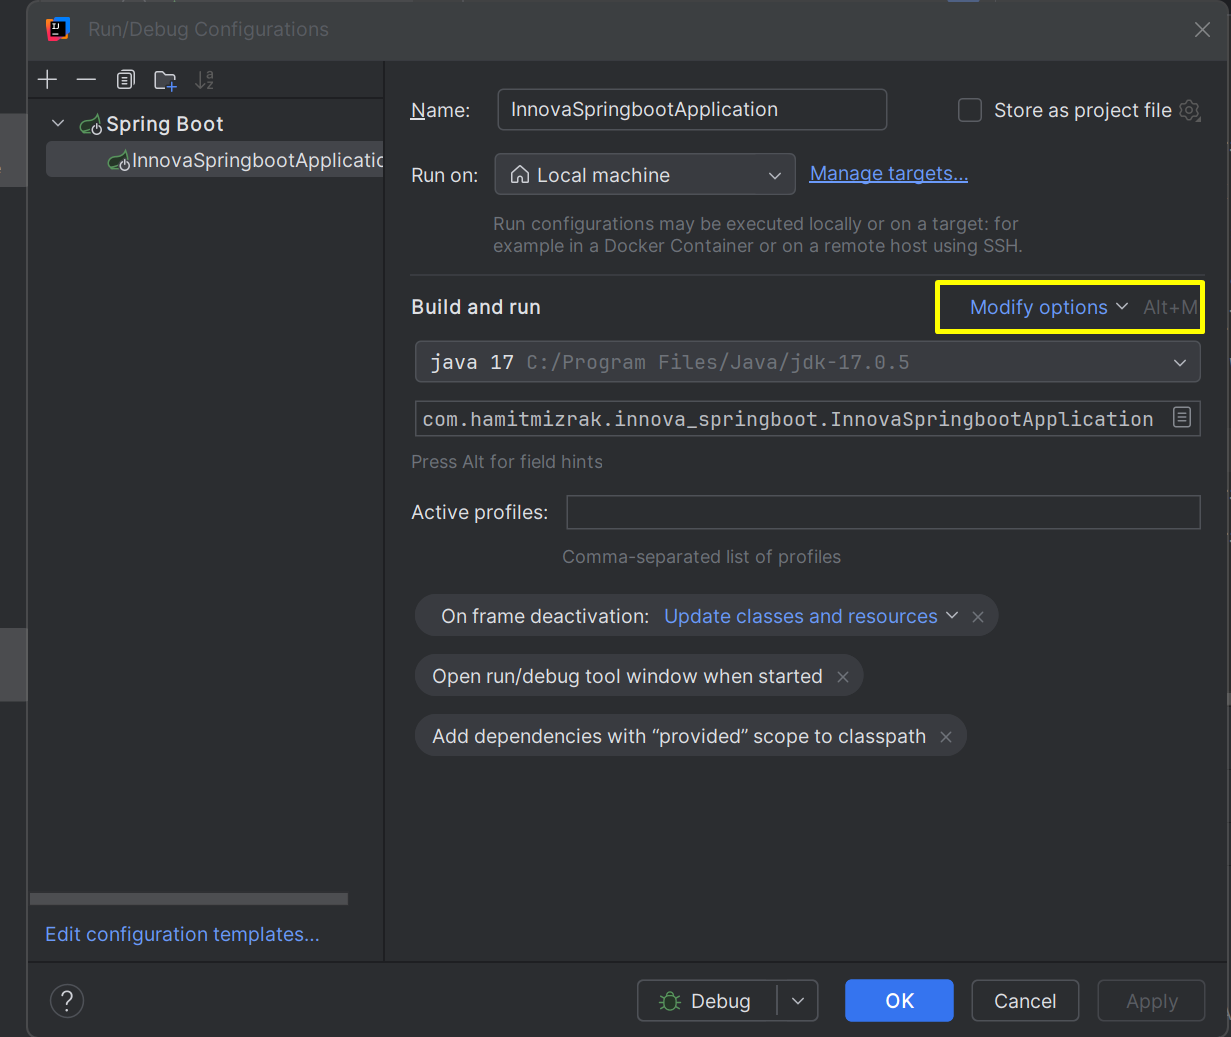 Run/Debug Configurations
Name: InnovaSpringbootApplication Store as project file
Spring Boot
InnovaSpringbootApplicatio
Run on: Local machine Manage targets...
Run configurations may be executed locally or on a target: for
example in a Docker Container or on a remote host using SSH.
Build and run Modify options Alt+M
java 17 C:/Program Files/Java/jdk-17.0.5
com.hamitmizrak.innova_springboot.InnovaSpringbootApplication
Press Alt for field hints
Active profiles:
Comma-separated list of profiles
On frame deactivation: Update classes and resources
Open run/debug tool window when started
Add dependencies with “provided” scope to classpath
Edit configuration templates...
? Debug OK Cancel Apply